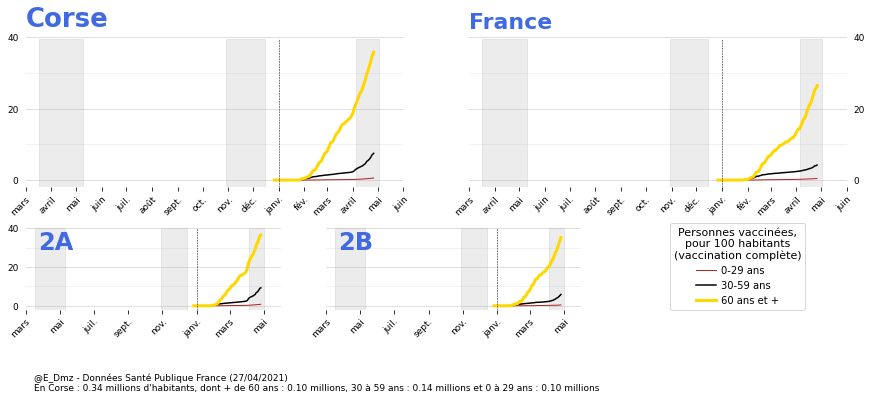 Corse
France
40
20
0
40
20
0
mars avril mai juin juil. août sept. oct. nov. déc. janv. fév. mars avril mai juin
mars avril mai juin juil. août sept. oct. nov. déc. janv. fév. mars avril mai juin
2A
2B
40
20
0
mars mai juil. sept. nov. janv. mars mai
mars mai juil. sept. nov. janv. mars mai
Personnes vaccinées,
pour 100 habitants
(vaccination complète)
0-29 ans
30-59 ans
60 ans et +
@E_Dmz - Données Santé Publique France (27/04/2021)
En Corse : 0.34 millions d'habitants, dont + de 60 ans : 0.10 millions, 30 à 59 ans : 0.14 millions et 0 à 29 ans : 0.10 millions